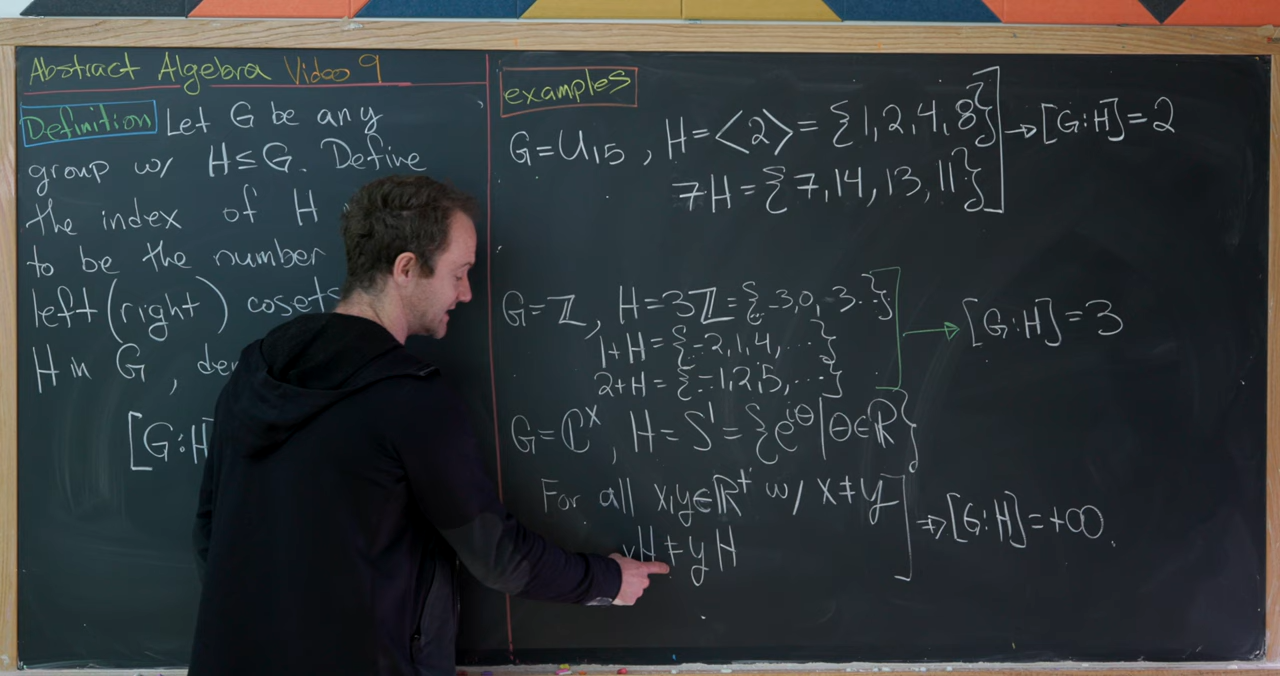 Abstract Algebra Video 9
Definition Let G be any
group w/ H≤G. Define
the index of H
to be the number
left (right) cosets
H in G,
[G:H]
examples
G=U₁₅, H=⟨2⟩={1,2,4,8} → [G:H]=2
7H={7,14,13,11}
G=ℤ, H=3ℤ={-3,0,3..} → [G:H]=3
1+H={-2,1,4,...}
2+H={-1,2,5,...}
G=ℂˣ, H=S¹={e^{iθ}|θ∈ℝ}
For all x,y∈ℝ⁺ w/ x≠y ⇒ [G:H]=+∞.
xH≠yH